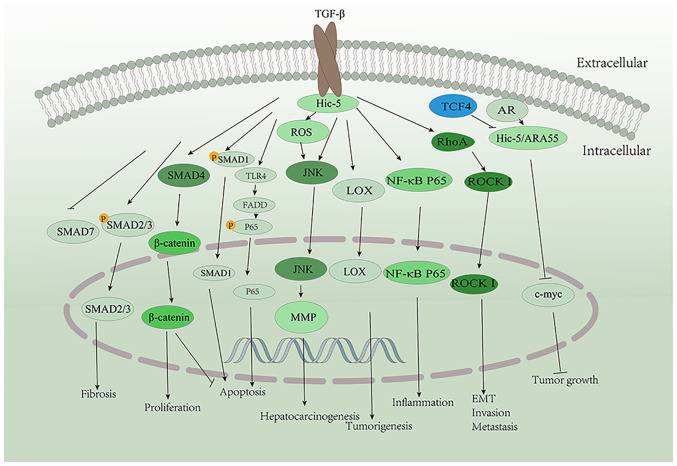 TGF-β
Extracellular
Hic-5
TCF4
AR
ROS
Hic-5/ARA55
Intracellular
RhoA
P
SMAD1
SMAD4
TLR4
JNK
LOX
NF-κB P65
ROCK I
FADD
P
SMAD2/3
P
P65
SMAD7
β-catenin
SMAD1
JNK
LOX
NF-κB P65
ROCK I
P65
c-myc
SMAD2/3
β-catenin
MMP
Tumor growth
Fibrosis
Apoptosis
Proliferation
Hepatocarcinogenesis
Tumorigenesis
Inflammation
EMT
Invasion
Metastasis